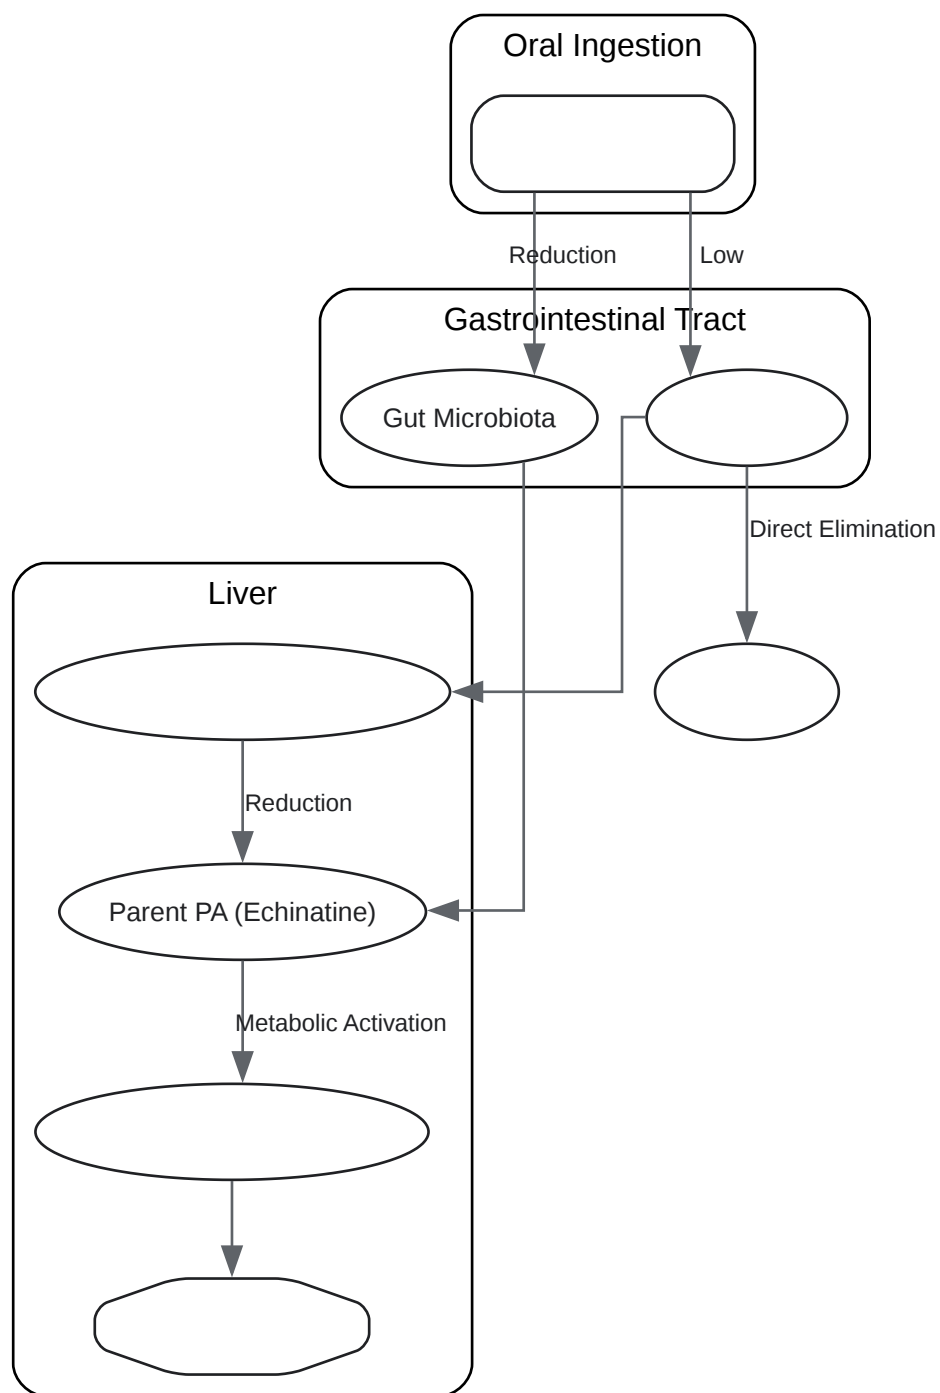 Oral Ingestion
Reduction
Low
Gastrointestinal Tract
Gut Microbiota
Direct Elimination
Liver
Reduction
Parent PA (Echinatine)
Metabolic Activation